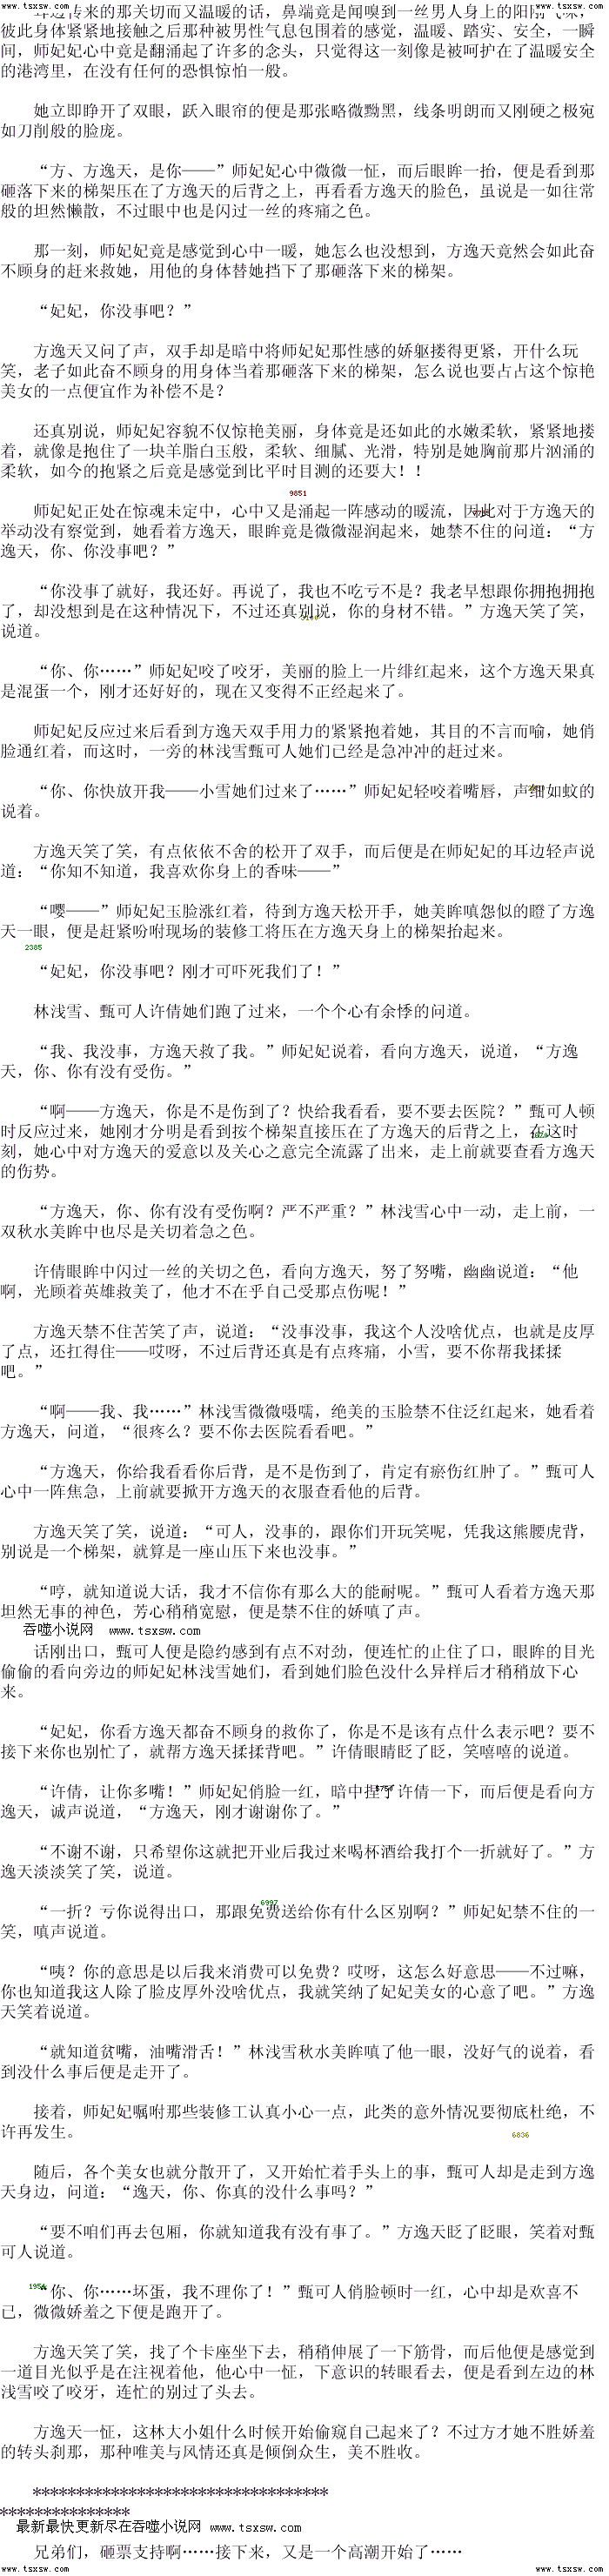 www.tsxsw.com www.tsxsw.com
耳边传来的那关切而又温暖的话，鼻端竟是闻嗅到一丝男人身上的阳刚气味，
彼此身体紧紧地接触之后那种被男性气息包围着的感觉，温暖、踏实、安全，一瞬
间，师妃妃心中竟是翻涌起了许多的念头，只觉得这一刻像是被呵护在了温暖安全
的港湾里，在没有任何的恐惧惊怕一般。
她立即睁开了双眼，跃入眼帘的便是那张略微黝黑，线条明朗而又刚硬之极宛
如刀削般的脸庞。
“方、方逸天，是你——”师妃妃心中微微一怔，而后眼眸一抬，便是看到那
砸落下来的梯架压在了方逸天的后背之上，再看看方逸天的脸色，虽说是一如往常
般的坦然懒散，不过眼中也是闪过一丝的疼痛之色。
那一刻，师妃妃竟是感觉到心中一暖，她怎么也没想到，方逸天竟然会如此奋
不顾身的赶来救她，用他的身体替她挡下了那砸落下来的梯架。
“妃妃，你没事吧？”
方逸天又问了声，双手却是暗中将师妃妃那性感的娇躯搂得更紧，开什么玩
笑，老子如此奋不顾身的用身体当着那砸落下来的梯架，怎么说也要占占这个惊艳
美女的一点便宜作为补偿不是？
还真别说，师妃妃容貌不仅惊艳美丽，身体竟是还如此的水嫩柔软，紧紧地搂
着，就像是抱住了一块羊脂白玉般，柔软、细腻、光滑，特别是她胸前那片汹涌的
柔软，如今的抱紧之后竟是感觉到比平时目测的还要大！！
9851
师妃妃正处在惊魂未定中，心中又是涌起一阵感动的暖流，因此对于方逸天的
举动没有察觉到，她看着方逸天，眼眸竟是微微湿润起来，她禁不住的问道：“方
逸天，你、你没事吧？”
“你没事了就好，我还好。再说了，我也不吃亏不是？我老早想跟你拥抱拥抱
了，却没想到是在这种情况下，不过还真别说，你的身材不错。”方逸天笑了笑，
说道。
“你、你……”师妃妃咬了咬牙，美丽的脸上一片绯红起来，这个方逸天果真
是混蛋一个，刚才还好好的，现在又变得不正经起来了。
师妃妃反应过来后看到方逸天双手用力的紧紧抱着她，其目的不言而喻，她俏
脸通红着，而这时，一旁的林浅雪甄可人她们已经是急冲冲的赶过来。
“你、你快放开我——小雪她们过来了……”师妃妃轻咬着嘴唇，声细如蚊的
说着。
方逸天笑了笑，有点依依不舍的松开了双手，而后便是在师妃妃的耳边轻声说
道：“你知不知道，我喜欢你身上的香味——”
“嘤——”师妃妃玉脸涨红着，待到方逸天松开手，她美眸嗔怨似的瞪了方逸
天一眼，便是赶紧吩咐现场的装修工将压在方逸天身上的梯架抬起来。
2385
“妃妃，你没事吧？刚才可吓死我们了！”
林浅雪、甄可人许倩她们跑了过来，一个个心有余悸的问道。
“我、我没事，方逸天救了我。”师妃妃说着，看向方逸天，说道，“方逸
天，你、你有没有受伤。”
“啊——方逸天，你是不是伤到了？快给我看看，要不要去医院？”甄可人顿
时反应过来，她刚才分明是看到按个梯架直接压在了方逸天的后背之上，在这时
刻，她心中对方逸天的爱意以及关心之意完全流露了出来，走上前就要查看方逸天
的伤势。
“方逸天，你、你有没有受伤啊？严不严重？”林浅雪心中一动，走上前，一
双秋水美眸中也尽是关切着急之色。
许倩眼眸中闪过一丝的关切之色，看向方逸天，努了努嘴，幽幽说道：“他
啊，光顾着英雄救美了，他才不在乎自己受那点伤呢！”
方逸天禁不住苦笑了声，说道：“没事没事，我这个人没啥优点，也就是皮厚
了点，还扛得住——哎呀，不过后背还真是有点疼痛，小雪，要不你帮我揉揉
吧。”
“啊——我、我……”林浅雪微微嗫嚅，绝美的玉脸禁不住泛红起来，她看着
方逸天，问道，“很疼么？要不你去医院看看吧。”
“方逸天，你给我看看你后背，是不是伤到了，肯定有瘀伤红肿了。”甄可人
心中一阵焦急，上前就要掀开方逸天的衣服查看他的后背。
方逸天笑了笑，说道：“可人，没事的，跟你们开玩笑呢，凭我这熊腰虎背，
别说是一个梯架，就算是一座山压下来也没事。”
“哼，就知道说大话，我才不信你有那么大的能耐呢。”甄可人看着方逸天那
坦然无事的神色，芳心稍稍宽慰，便是禁不住的娇嗔了声。
吞噬小说网 www.tsxsw.com
话刚出口，甄可人便是隐约感到有点不对劲，便连忙的止住了口，眼眸的目光
偷偷的看向旁边的师妃妃林浅雪她们，看到她们脸色没什么异样后才稍稍放下心
来。
“妃妃，你看方逸天都奋不顾身的救你了，你是不是该有点什么表示吧？要不
接下来你也别忙了，就帮方逸天揉揉背吧。”许倩眼睛眨了眨，笑嘻嘻的说道。
“许倩，让你多嘴！”师妃妃俏脸一红，暗中捏了许倩一下，而后便是看向方
逸天，诚声说道，“方逸天，刚才谢谢你了。”
“不谢不谢，只希望你这就把开业后我过来喝杯酒给我打个一折就好了。”方
逸天淡淡笑了笑，说道。
6997
“一折？亏你说得出口，那跟免费送给你有什么区别啊？”师妃妃禁不住的一
笑，嗔声说道。
“咦？你的意思是以后我来消费可以免费？哎呀，这怎么好意思——不过嘛，
你也知道我这人除了脸皮厚外没啥优点，我就笑纳了妃妃美女的心意了吧。”方逸
天笑着说道。
“就知道贫嘴，油嘴滑舌！”林浅雪秋水美眸嗔了他一眼，没好气的说着，看
到没什么事后便是走开了。
接着，师妃妃嘱咐那些装修工认真小心一点，此类的意外情况要彻底杜绝，不
许再发生。
6836
随后，各个美女也就分散开了，又开始忙着手头上的事，甄可人却是走到方逸
天身边，问道：“逸天，你、你真的没什么事吗？”
“要不咱们再去包厢，你就知道我有没有事了。”方逸天眨了眨眼，笑着对甄
可人说道。
“你、你……坏蛋，我不理你了！”甄可人俏脸顿时一红，心中却是欢喜不
已，微微娇羞之下便是跑开了。
方逸天笑了笑，找了个卡座坐下去，稍稍伸展了一下筋骨，而后他便是感觉到
一道目光似乎是在注视着他，他心中一怔，下意识的转眼看去，便是看到左边的林
浅雪咬了咬牙，连忙的别过了头去。
方逸天一怔，这林大小姐什么时候开始偷窥自己起来了？不过方才她不胜娇羞
的转头刹那，那种唯美与风情还真是倾倒众生，美不胜收。
**********************************
***************
最新最快更新尽在吞噬小说网 www.tsxsw.com
兄弟们，砸票支持啊……接下来，又是一个高潮开始了……
www.tsxsw.com www.tsxsw.com